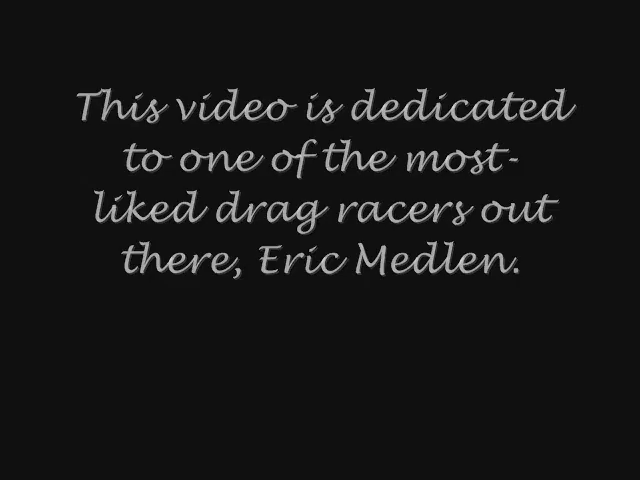 This video is dedicated
to one of the most-
liked drag racers out
there, Eric Medlen.